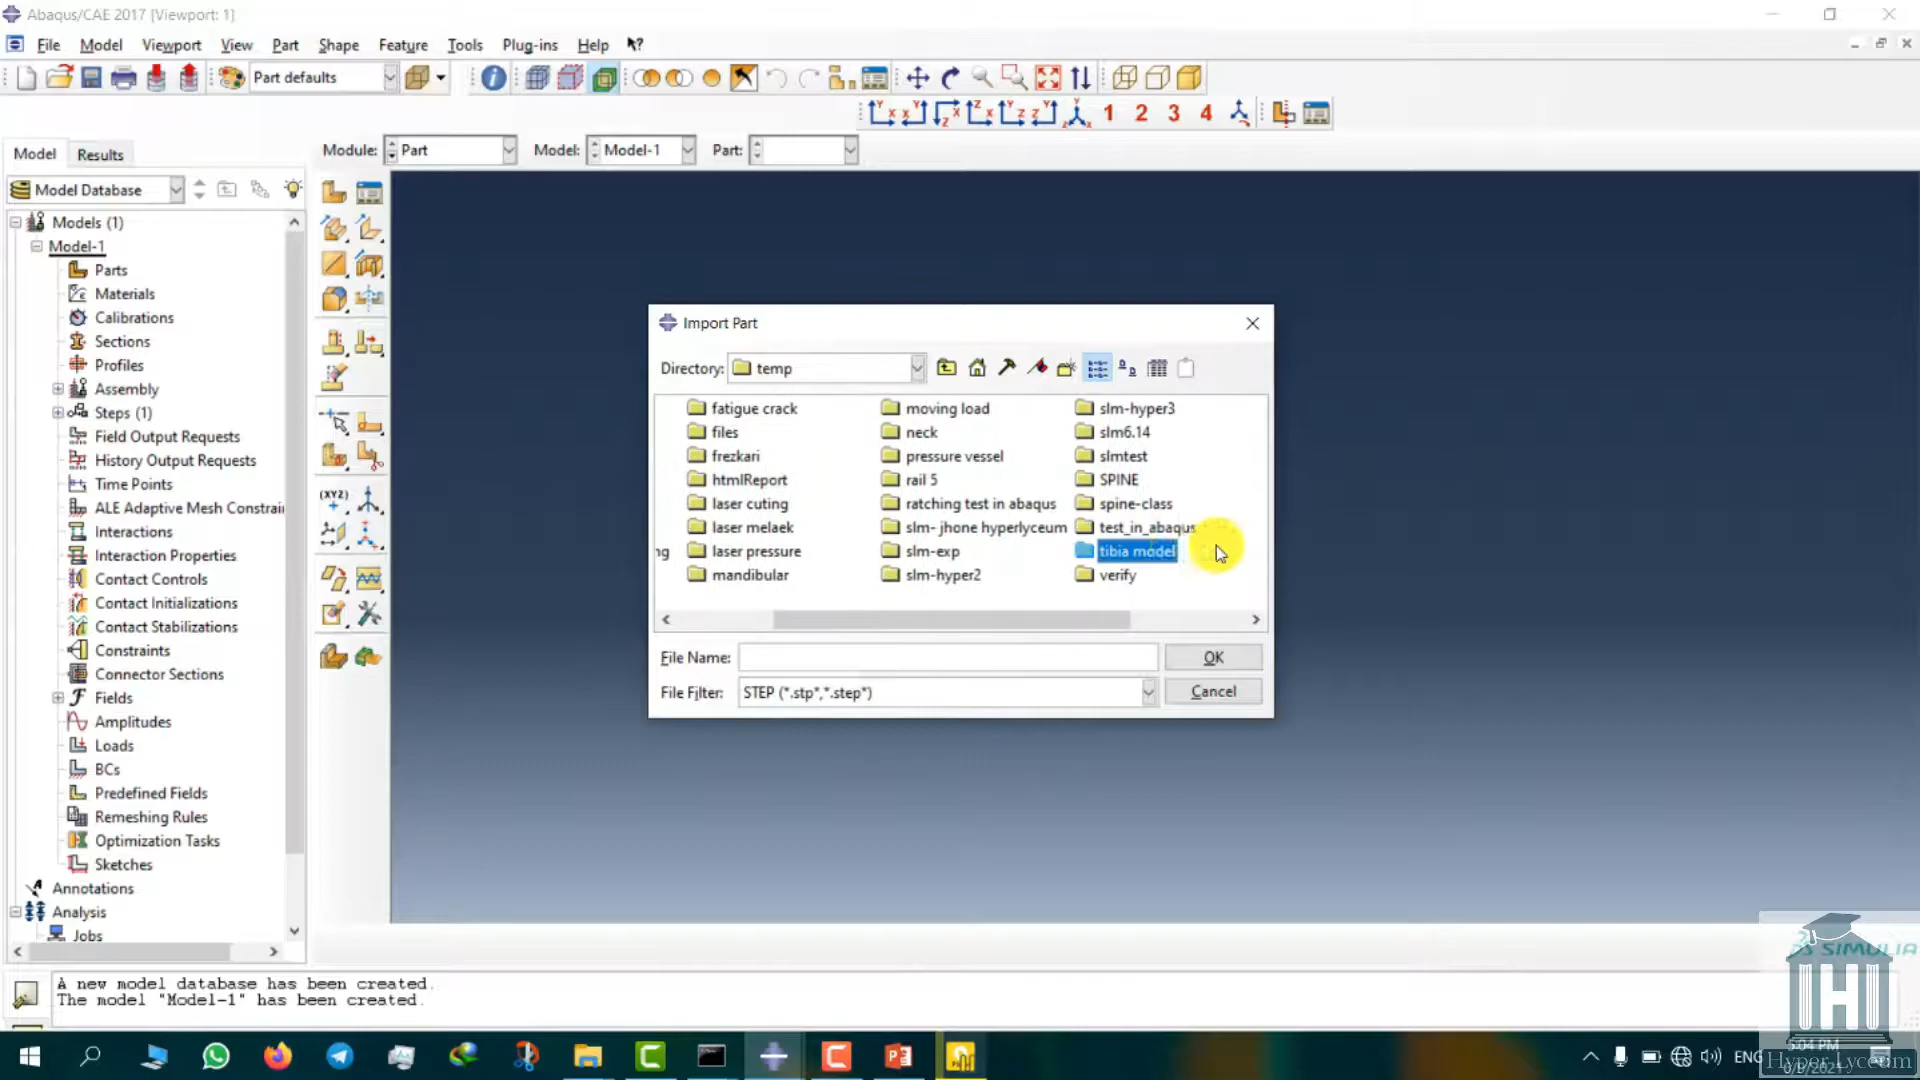 Abaqus/CAE 2017 [Viewport: 1]
File Model Viewport View Part Shape Feature Tools Plug-ins Help
Part defaults
1 2 3 4
Model Results
Module: Part Model: Model-1 Part:
Model Database
Models (1)
Model-1
Parts
Materials
Calibrations
Sections
Profiles
Assembly
Steps (1)
Field Output Requests
History Output Requests
Time Points
ALE Adaptive Mesh Constrai
Interactions
Interaction Properties
Contact Controls
Contact Initializations
Contact Stabilizations
Constraints
Connector Sections
Fields
Amplitudes
Loads
BCs
Predefined Fields
Remeshing Rules
Optimization Tasks
Sketches
Annotations
Analysis
Jobs
Import Part
Directory: temp
fatigue crack moving load slm-hyper3
files neck slm6.14
frezkari pressure vessel slmtest
htmlReport rail 5 SPINE
laser cuting ratching test in abaqus spine-class
laser melaek slm- jhone hyperlyceum test_in_abaqus
ng laser pressure slm-exp tibia model
mandibular slm-hyper2 verify
File Name: OK
File Filter: STEP (*.stp*,*.step*) Cancel
(XYZ)
SIMULIA
A new model database has been created.
The model "Model-1" has been created.
ENG
5:04 PM
Hyper Lyceum